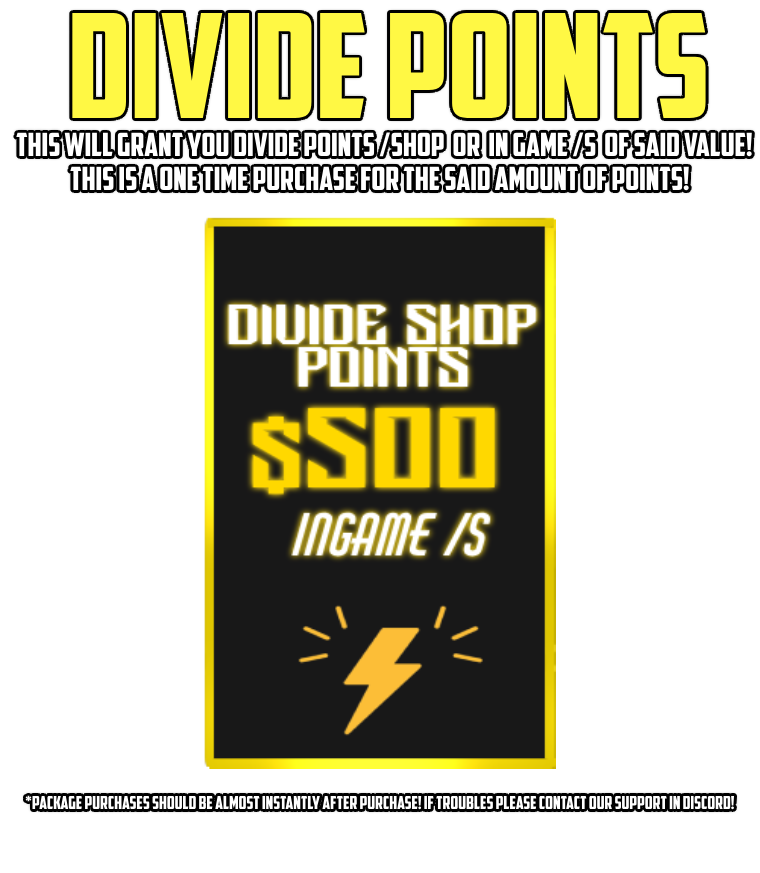 DIVIDE POINTS
THIS WILL GRANT YOU DIVIDE POINTS /SHOP OR IN GAME /S OF SAID VALUE!
THIS IS A ONE TIME PURCHASE FOR THE SAID AMOUNT OF POINTS!
DIVIDE SHOP
POINTS
$500
INGAME /S
*PACKAGE PURCHASES SHOULD BE ALMOST INSTANTLY AFTER PURCHASE! IF TROUBLES PLEASE CONTACT OUR SUPPORT IN DISCORD!